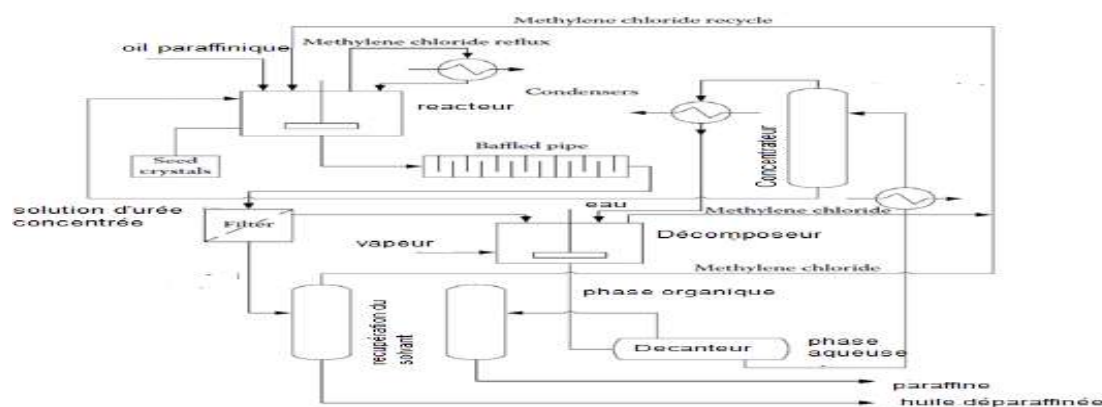 Methylene chloride recycle
oil paraffinique
Methylene chloride reflux
Condensers
reacteur
Baffled pipe
Seed
crystals
Concentrateur
solution d'urée
concentrée
eau
Methylene chloride
Filter
Décomposeur
vapeur
Methylene chloride
phase organique
recupération du
solvant
Decanteur
phase
aqueuse
paraffine
huile déparaffinée